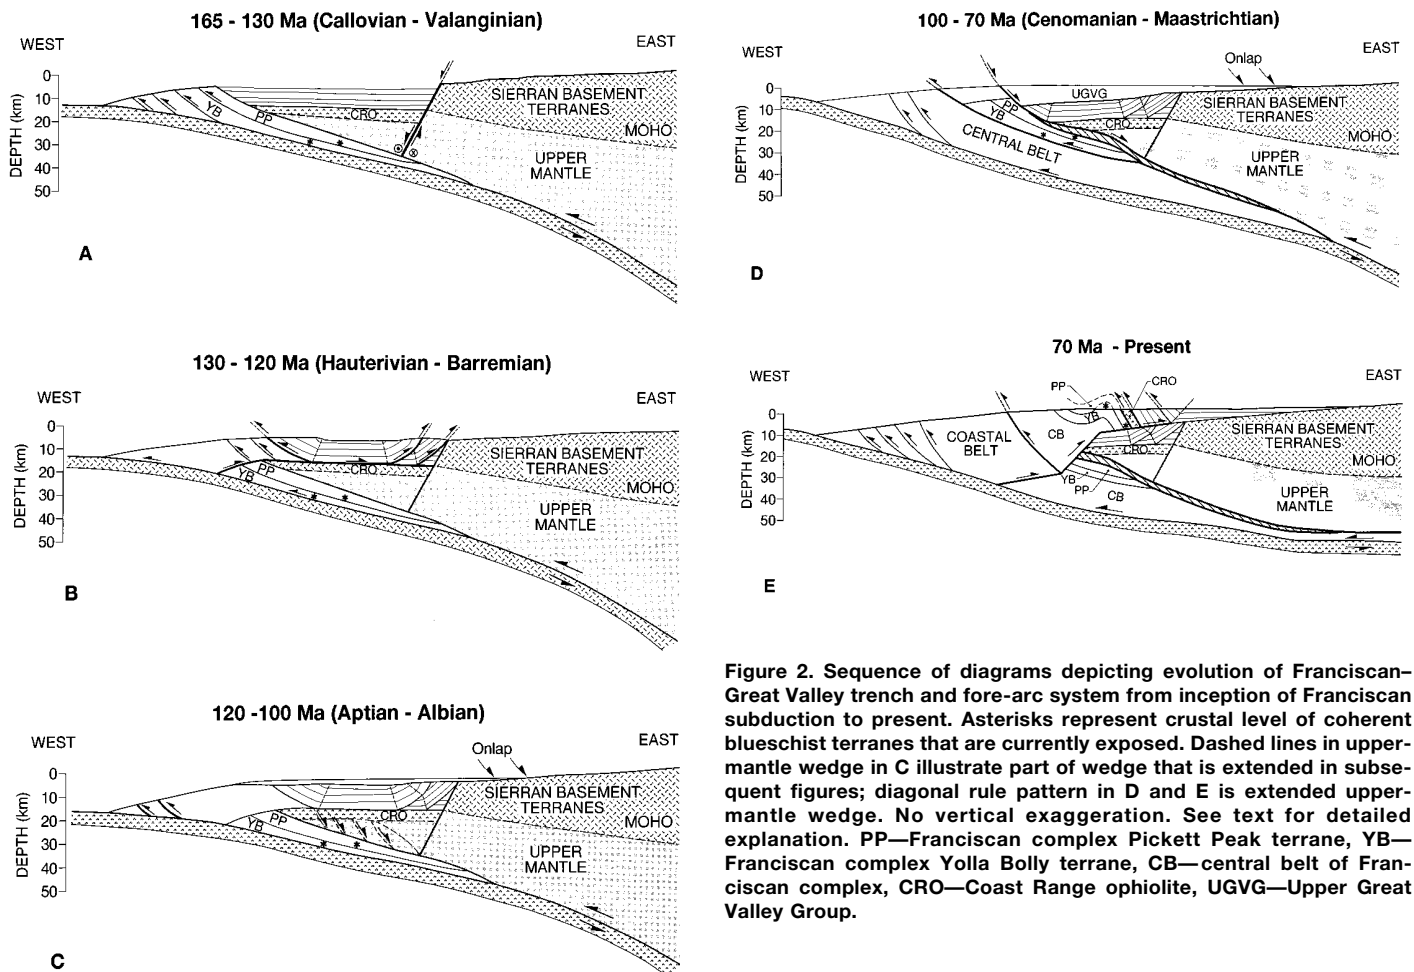 165 - 130 Ma (Callovian - Valanginian)
WEST
EAST
0
10
20
30
40
50
DEPTH (km)
YB
PP
CRO
SIERRAN BASEMENT
TERRANES
MOHO
UPPER
MANTLE
A
130 - 120 Ma (Hauterivian - Barremian)
WEST
EAST
0
10
20
30
40
50
DEPTH (km)
YB
PP
CRO
SIERRAN BASEMENT
TERRANES
MOHO
UPPER
MANTLE
B
120 -100 Ma (Aptian - Albian)
WEST
EAST
Onlap
0
10
20
30
40
50
DEPTH (km)
YB
PP
CRO
SIERRAN BASEMENT
TERRANES
MOHO
UPPER
MANTLE
C
100 - 70 Ma (Cenomanian - Maastrichtian)
WEST
EAST
Onlap
0
10
20
30
40
50
DEPTH (km)
UGVG
PP
YB
CRO
CENTRAL BELT
SIERRAN BASEMENT
TERRANES
MOHO
UPPER
MANTLE
D
70 Ma - Present
WEST
EAST
PP
CRO
0
10
20
30
40
50
DEPTH (km)
YB
COASTAL
BELT
CB
CRO
YB
PP
CB
SIERRAN BASEMENT
TERRANES
MOHO
UPPER
MANTLE
E
Figure 2. Sequence of diagrams depicting evolution of Franciscan–
Great Valley trench and fore-arc system from inception of Franciscan
subduction to present. Asterisks represent crustal level of coherent
blueschist terranes that are currently exposed. Dashed lines in upper-
mantle wedge in C illustrate part of wedge that is extended in subse-
quent figures; diagonal rule pattern in D and E is extended upper-
mantle wedge. No vertical exaggeration. See text for detailed
explanation. PP—Franciscan complex Pickett Peak terrane, YB—
Franciscan complex Yolla Bolly terrane, CB—central belt of Fran-
ciscan complex, CRO—Coast Range ophiolite, UGVG—Upper Great
Valley Group.